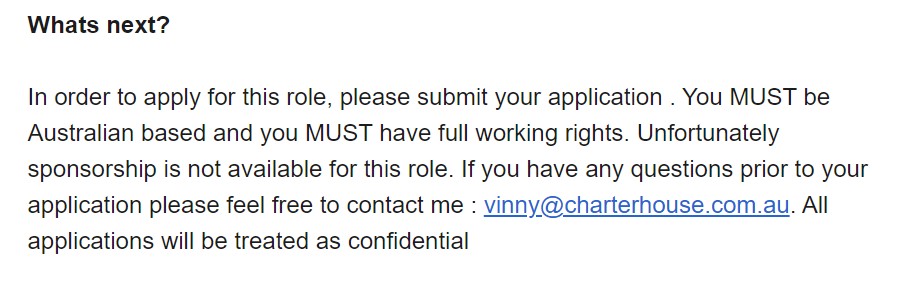 Whats next?
In order to apply for this role, please submit your application . You MUST be
Australian based and you MUST have full working rights. Unfortunately
sponsorship is not available for this role. If you have any questions prior to your
application please feel free to contact me : vinny@charterhouse.com.au. All
applications will be treated as confidential